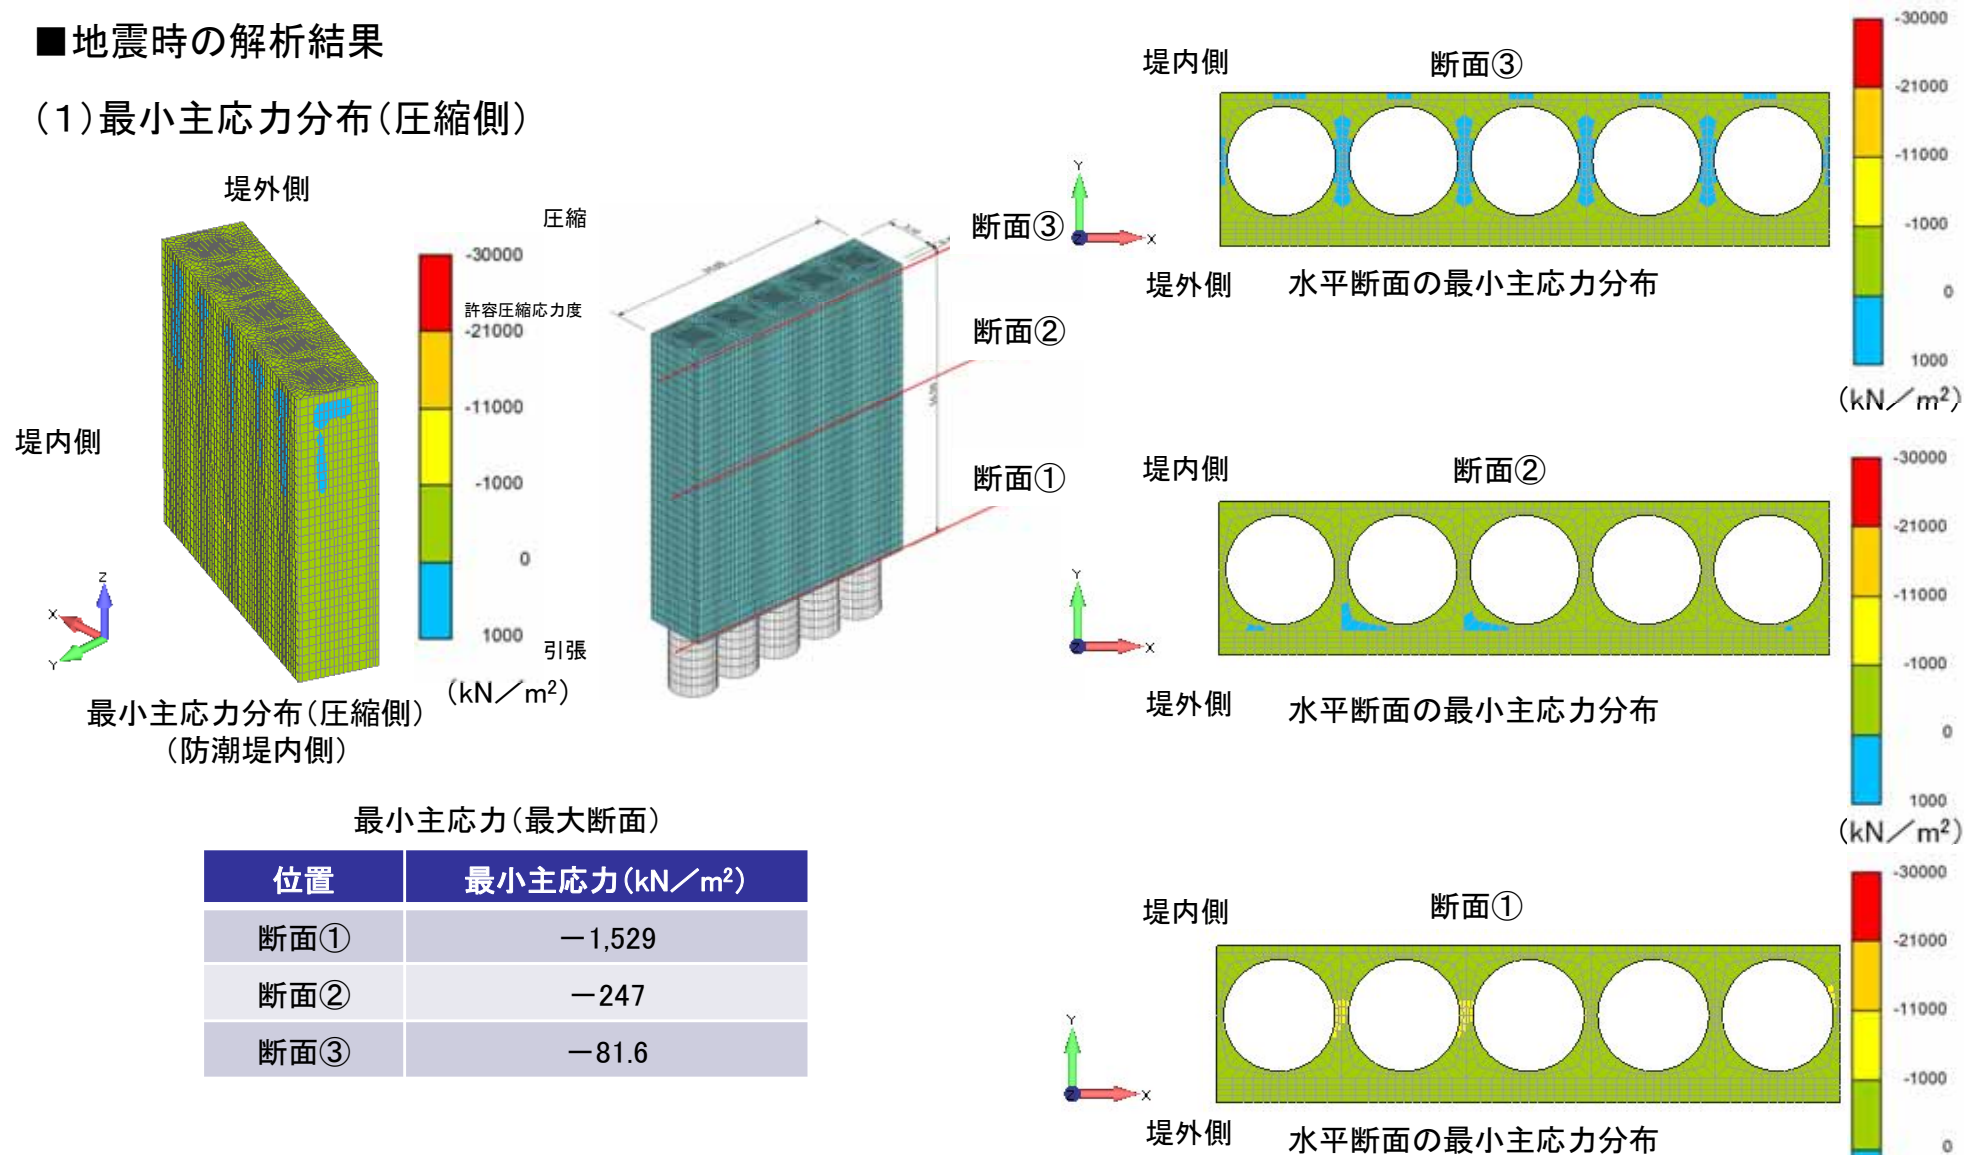 ■地震時の解析結果
（１）最小主応力分布（圧縮側）
堤外側
堤内側
圧縮
-30000
許容圧縮応力度
-21000
-11000
-1000
0
1000
引張
（kN／m²）
Z
X
Y
最小主応力分布（圧縮側）
（防潮堤内側）
断面③
断面②
断面①
最小主応力（最大断面）
位置 最小主応力（kN／m²）
断面① －1,529
断面② －247
断面③ －81.6
堤内側 断面③
Y
Z
X
堤外側 水平断面の最小主応力分布
-30000
-21000
-11000
-1000
0
1000
（kN／m²）
堤内側 断面②
Y
Z
X
堤外側 水平断面の最小主応力分布
-30000
-21000
-11000
-1000
0
1000
（kN／m²）
堤内側 断面①
Y
Z
X
堤外側 水平断面の最小主応力分布
-30000
-21000
-11000
-1000
0